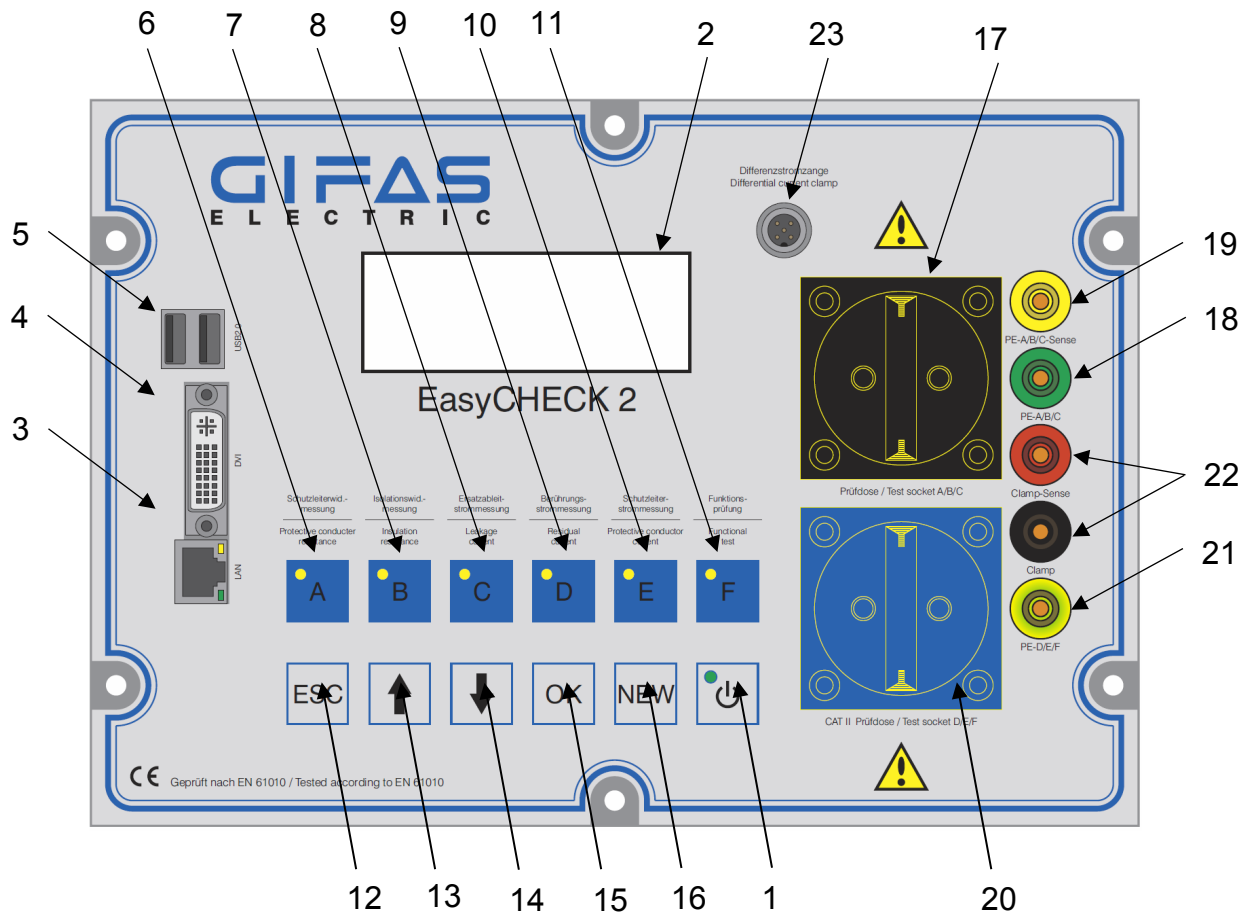 6
7
8
9
10
11
2
23
17
GIFAS
ELECTRIC
Differenzstromzange
Differential current clamp
5
4
3
USB2.0
DVI
LAN
EasyCHECK 2
19
18
22
21
PE-A/B/C-Sense
PE-A/B/C
Clamp-Sense
Clamp
PE-D/E/F
Prüfdose / Test socket A/B/C
Schutzleiterwid.-
messung
Protective conductor
resistance
Isolationswid.-
messung
Insulation
resistance
Ersatzableit-
strommessung
Leakage
current
Berührungs-
strommessung
Residual
current
Schutzleiter-
strommessung
Protective conductor
current
Funktions-
prüfung
Functional
test
A
B
C
D
E
F
ESC
OK
NEW
CAT II Prüfdose / Test socket D/E/F
CE Geprüft nach EN 61010 / Tested according to EN 61010
12
13
14
15
16
1
20